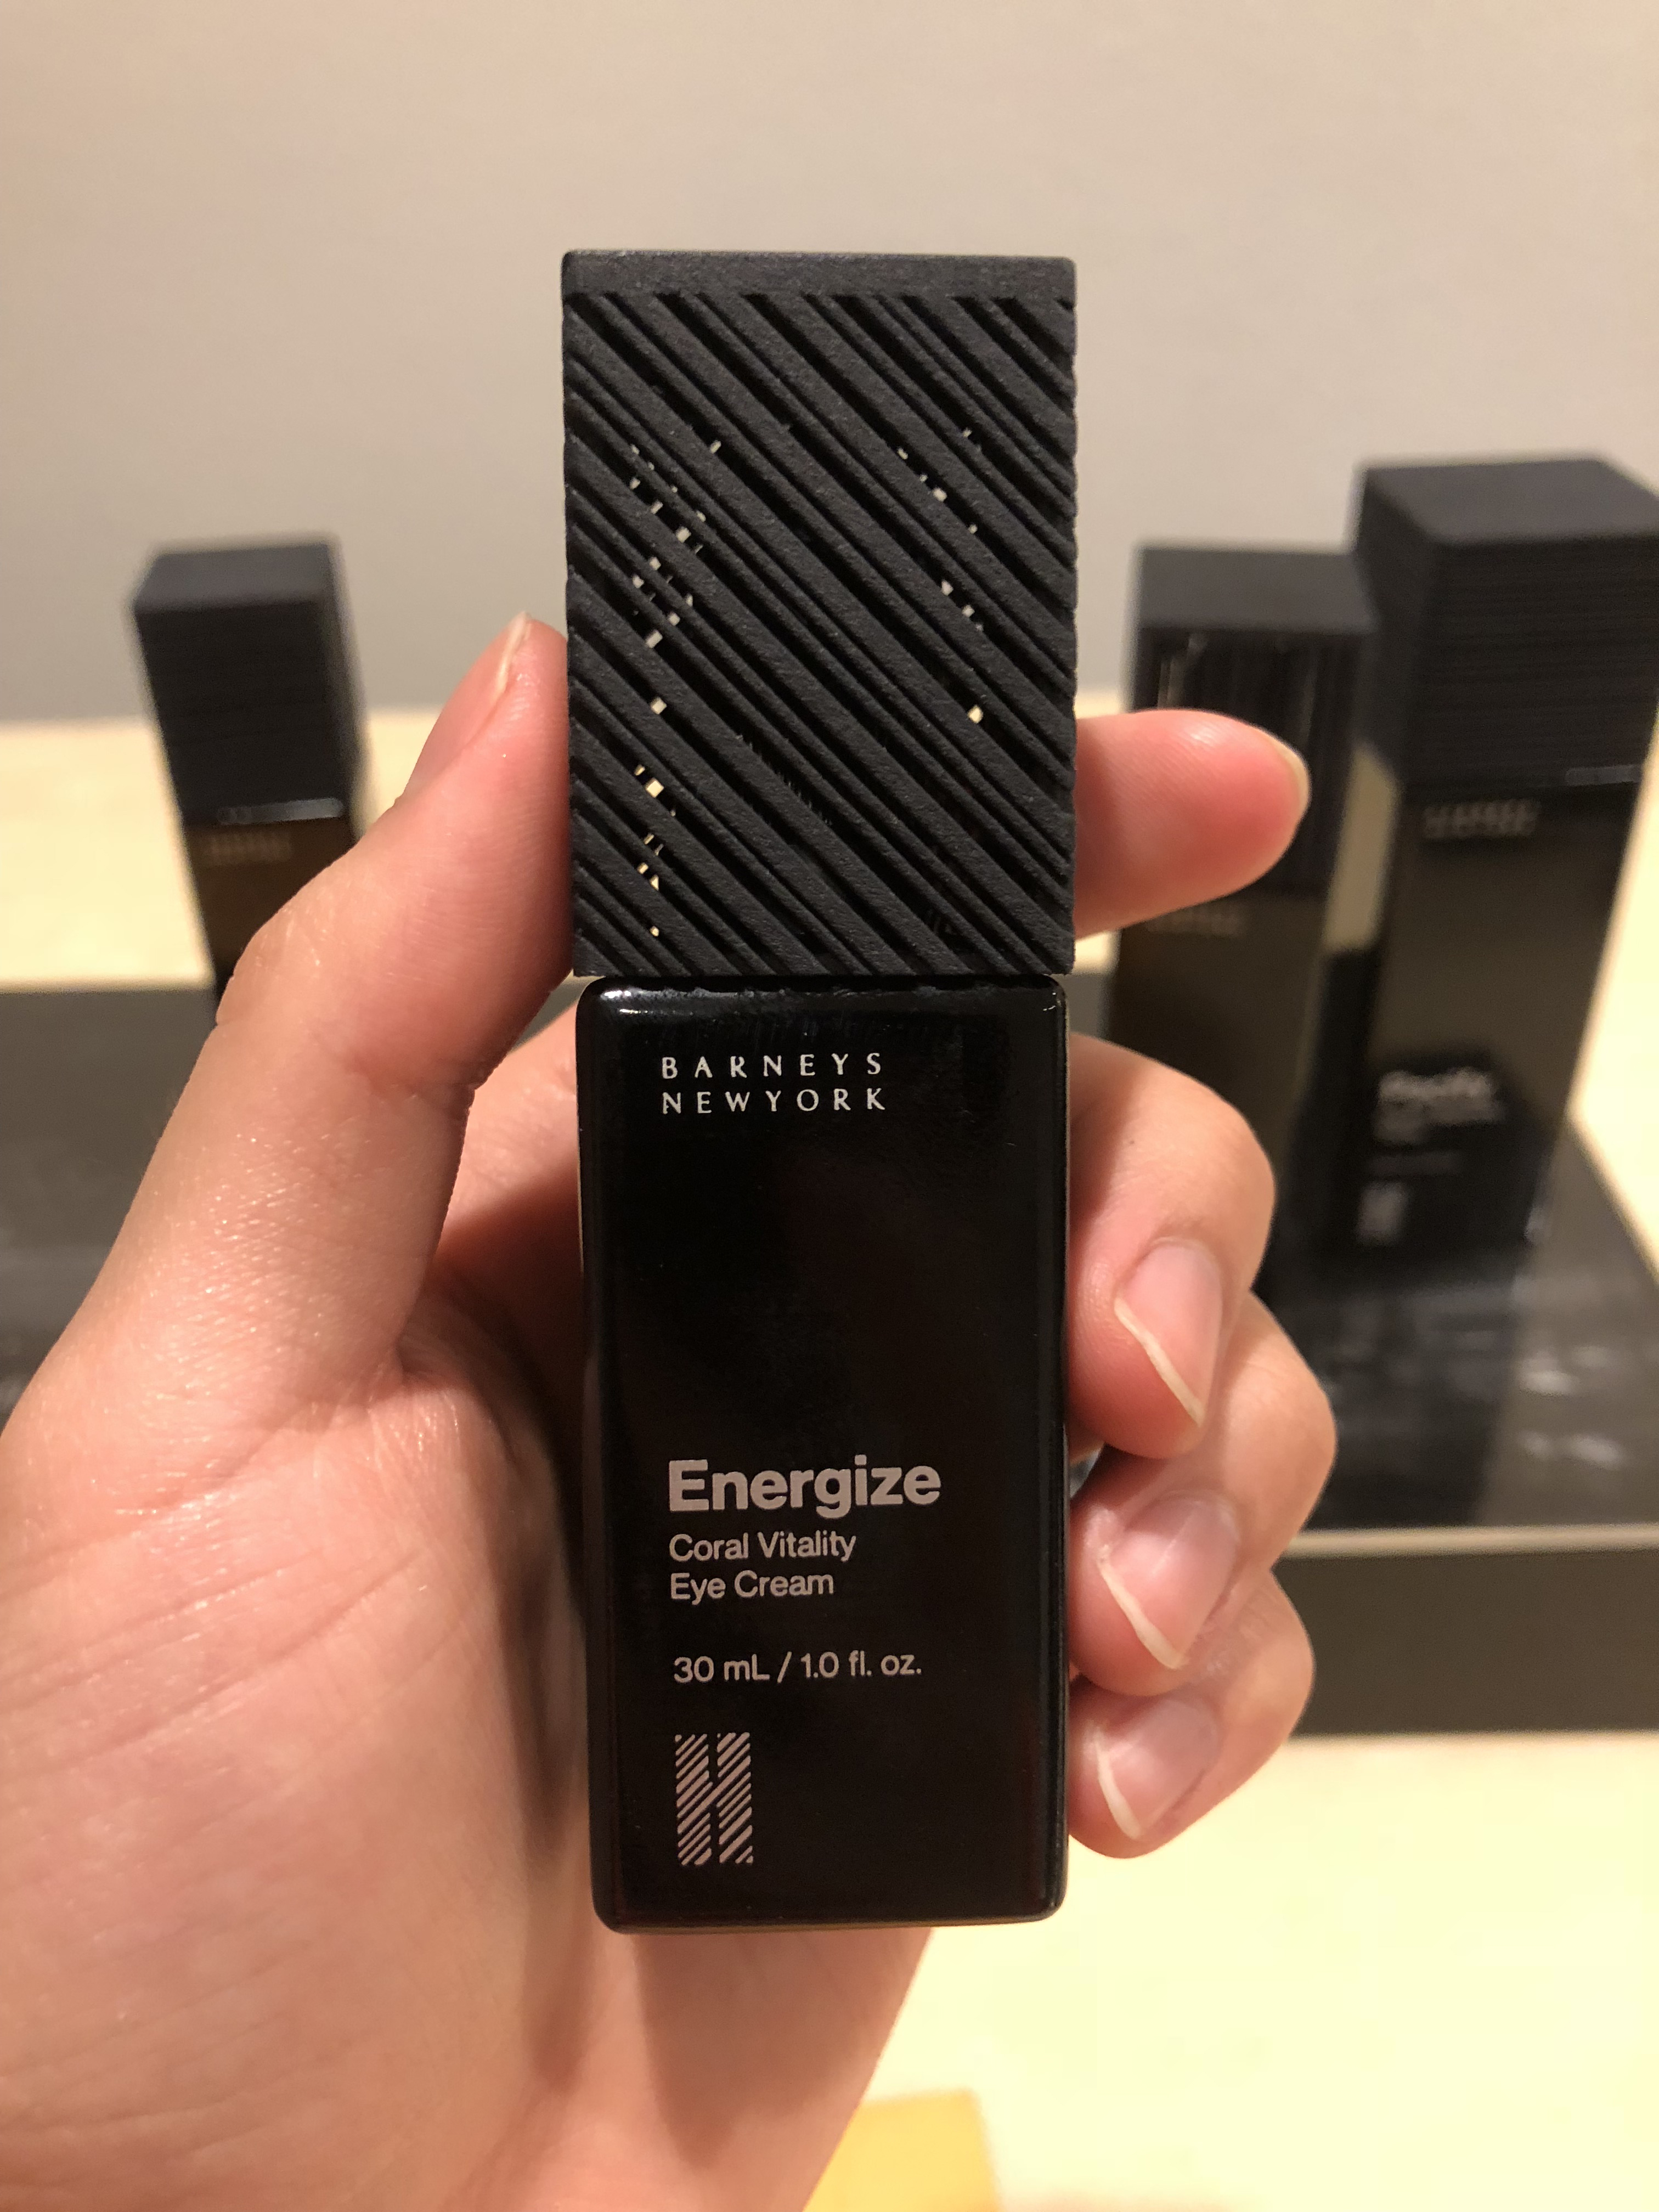 BARNEYS
NEWYORK
Energize
Coral Vitality
Eye Cream
30 mL / 1.0 fl. oz.
H